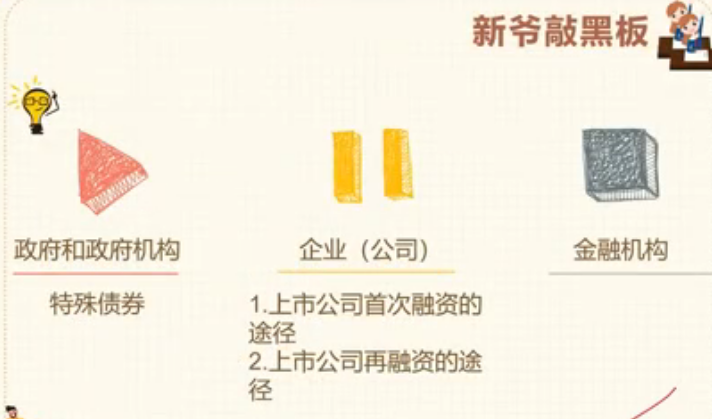 新爷敲黑板
政府和政府机构
企业（公司）
金融机构
特殊债券
1.上市公司首次融资的
途径
2.上市公司再融资的途
径